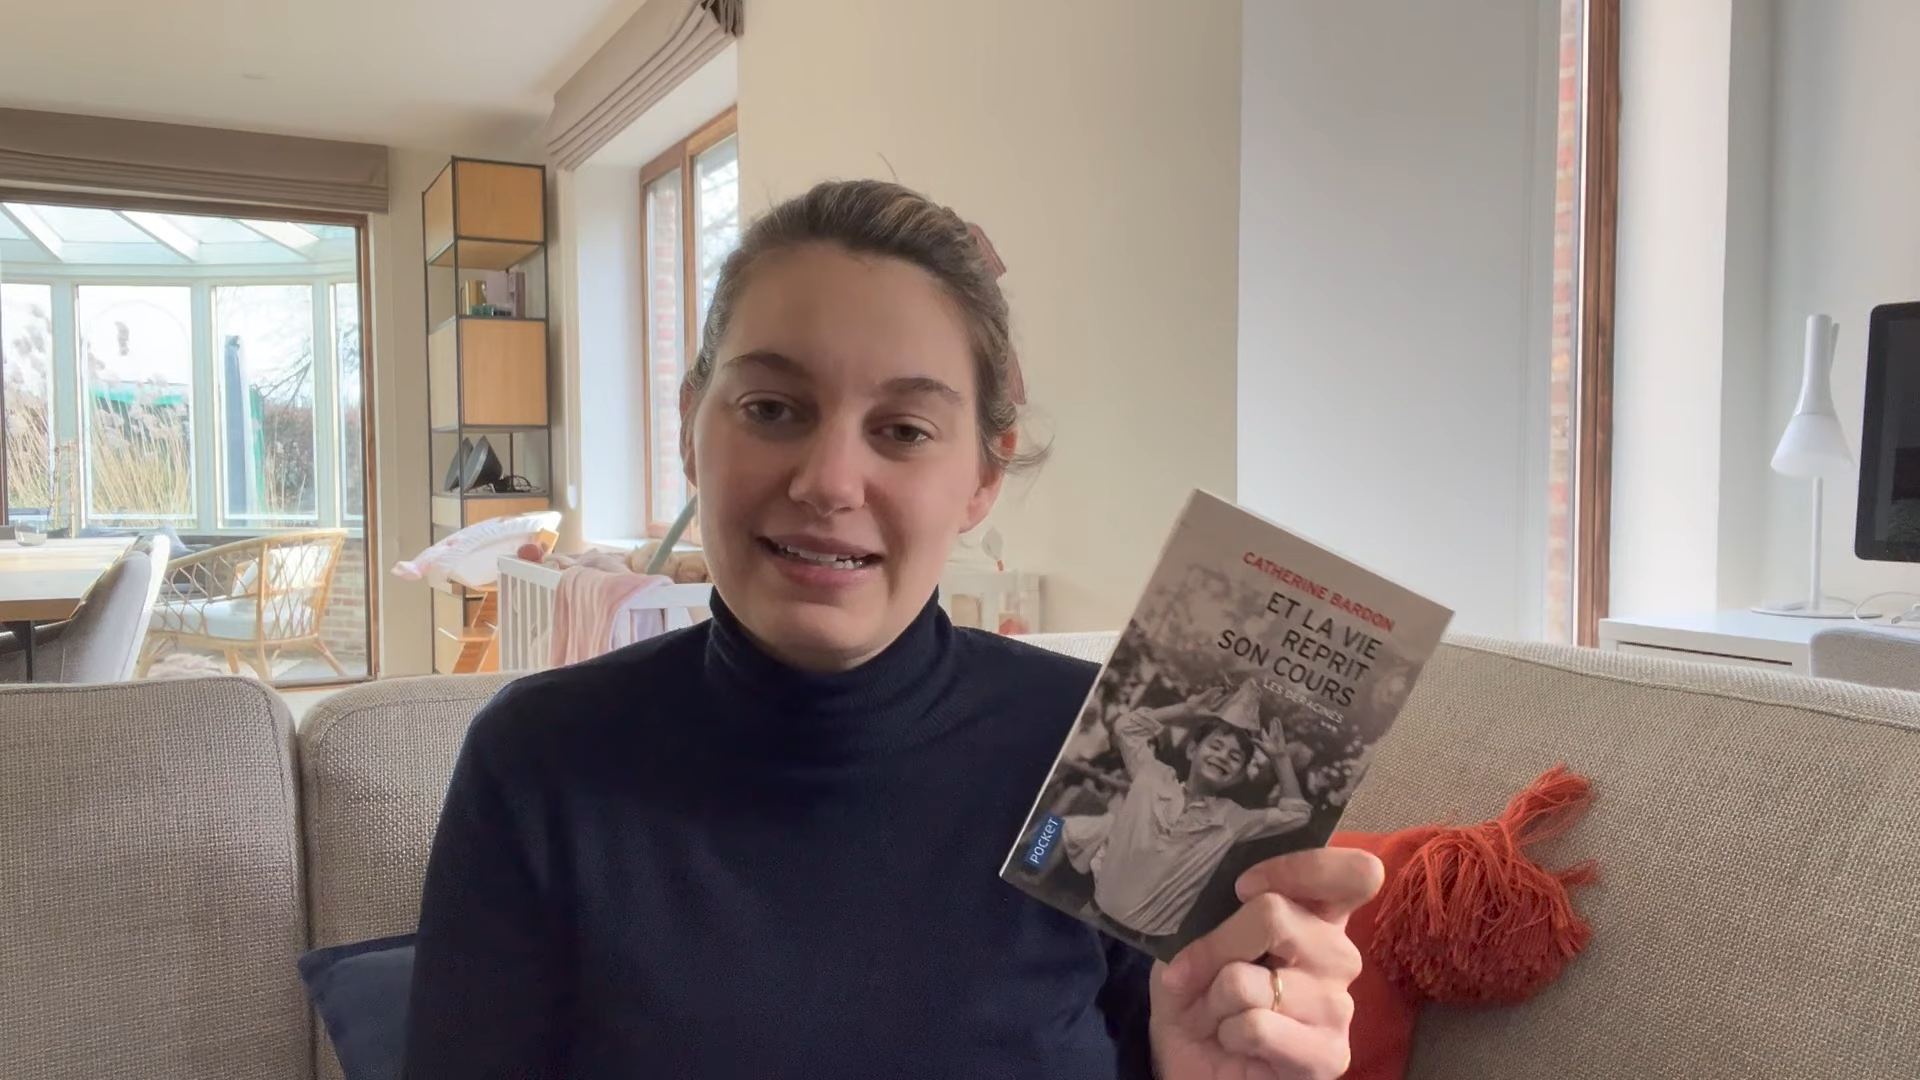 CATHERINE BARDON
ET LA VIE
REPRIT
SON COURS
LES DÉRACINÉS
POCKET